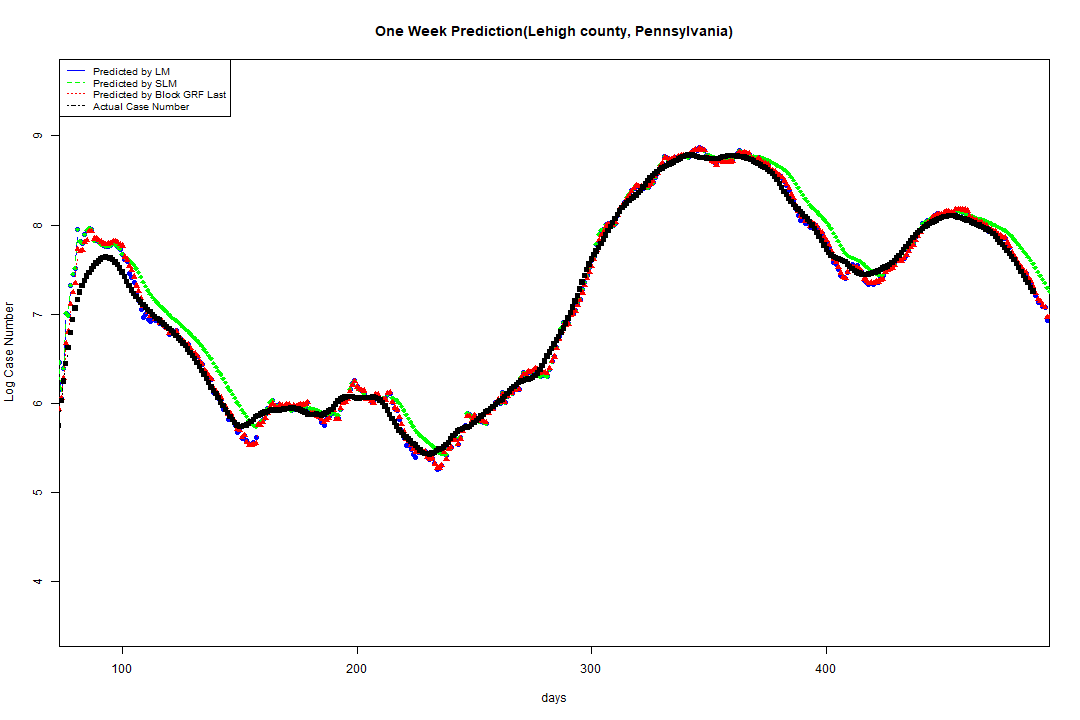 One Week Prediction(Lehigh county, Pennsylvania)
Predicted by LM
Predicted by SLM
Predicted by Block GRF Last
Actual Case Number
9
8
7
6
5
4
Log Case Number
100 200 300 400
days